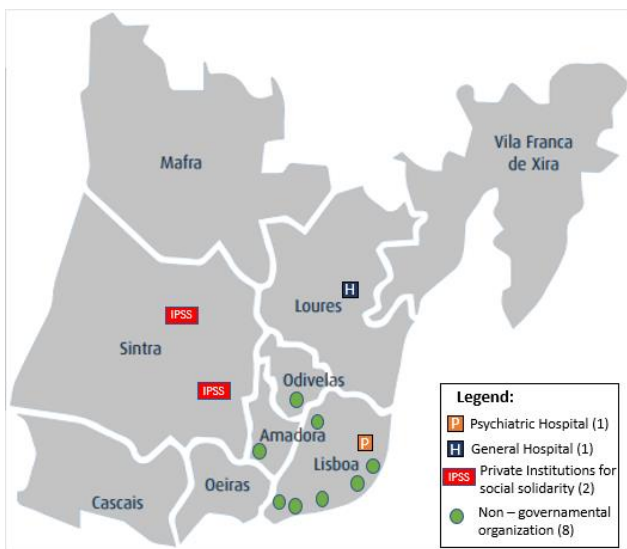 Mafra
Vila Franca
de Xira
H
Loures
IPSS
Sintra
IPSS
Odivelas
Amadora
P
Lisboa
Oeiras
Cascais
Legend:
P Psychiatric Hospital (1)
H General Hospital (1)
IPSS Private Institutions for
social solidarity (2)
Non – governamental
organization (8)